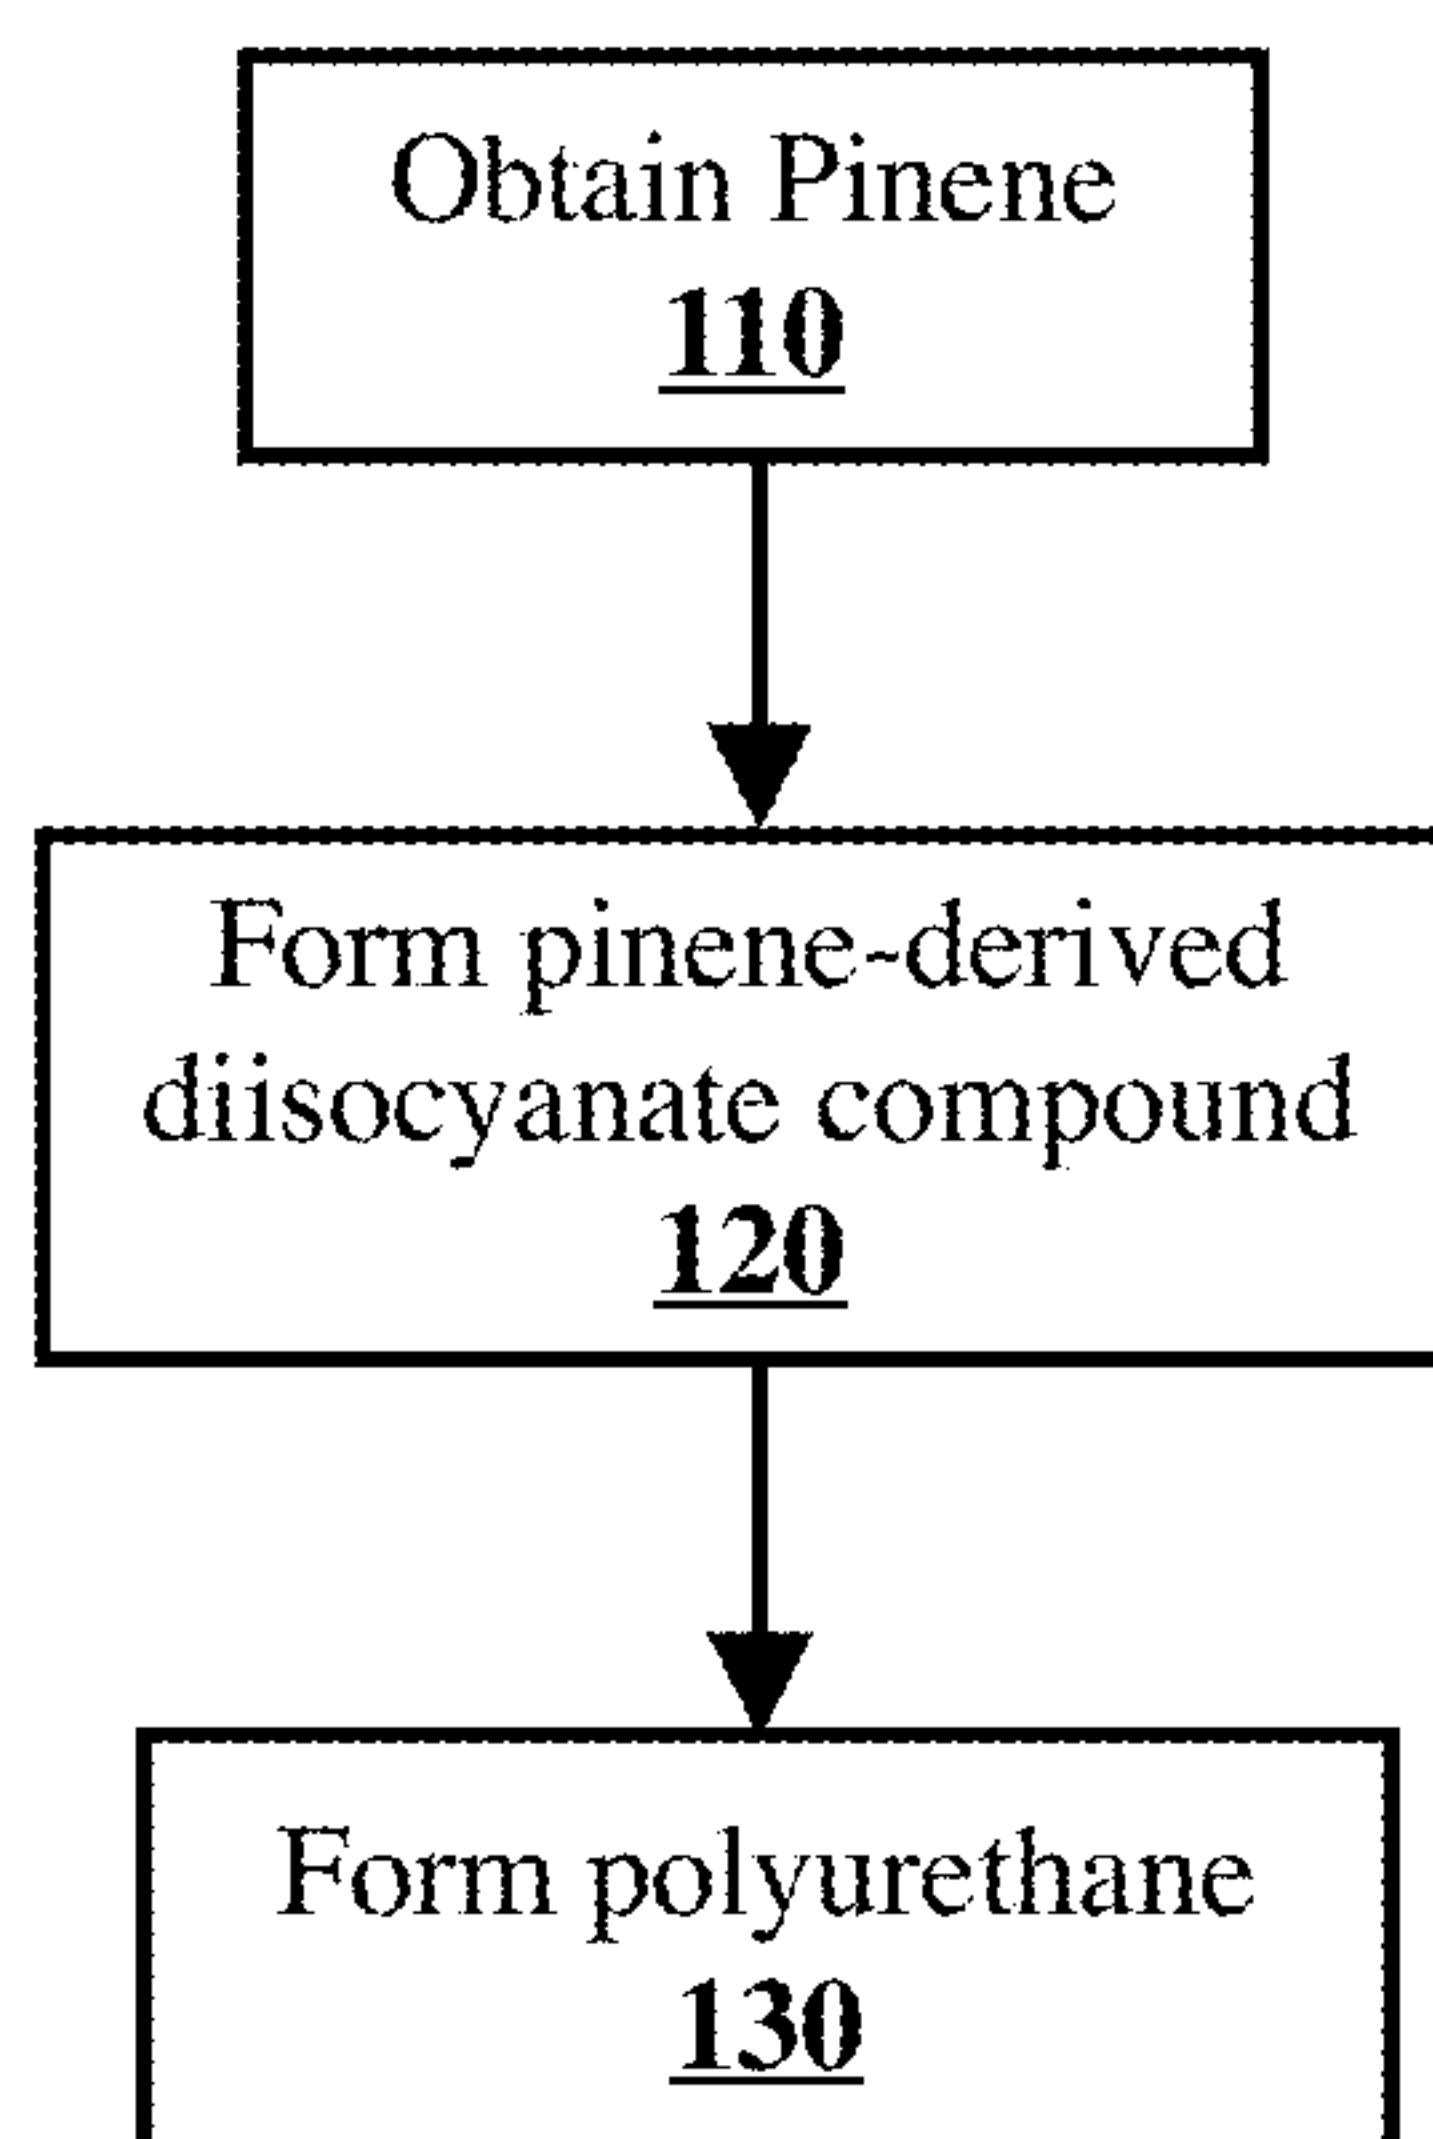 Obtain Pinene
110
Form pinene-derived
diisocyanate compound
120
Form polyurethane
130